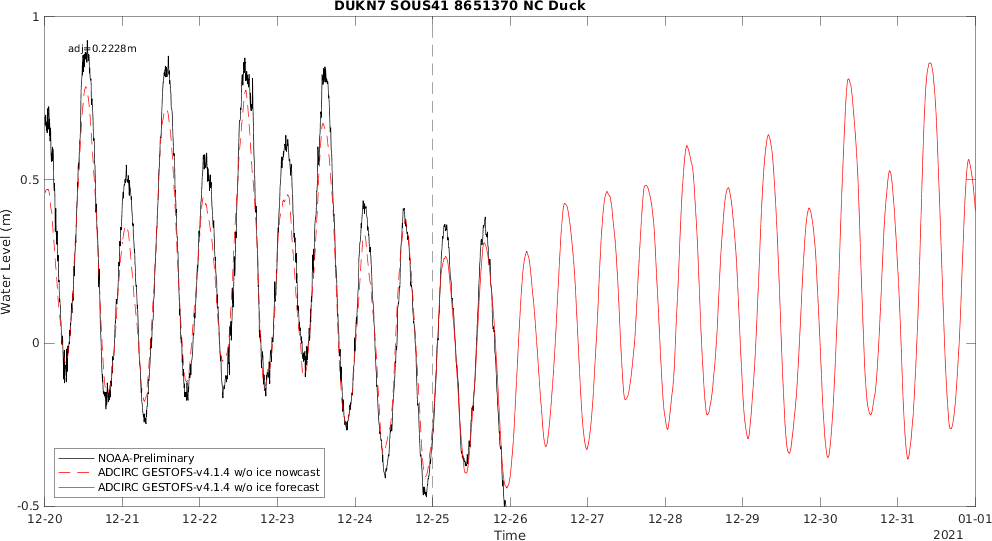 DUKN7 SOUS41 8651370 NC Duck
adj=0.2228m
1
0.5
0
-0.5
Water Level (m)
NOAA-Preliminary
ADCIRC GESTOFS-v4.1.4 w/o ice nowcast
ADCIRC GESTOFS-v4.1.4 w/o ice forecast
12-20 12-21 12-22 12-23 12-24 12-25 12-26 12-27 12-28 12-29 12-30 12-31 01-01
Time
2021